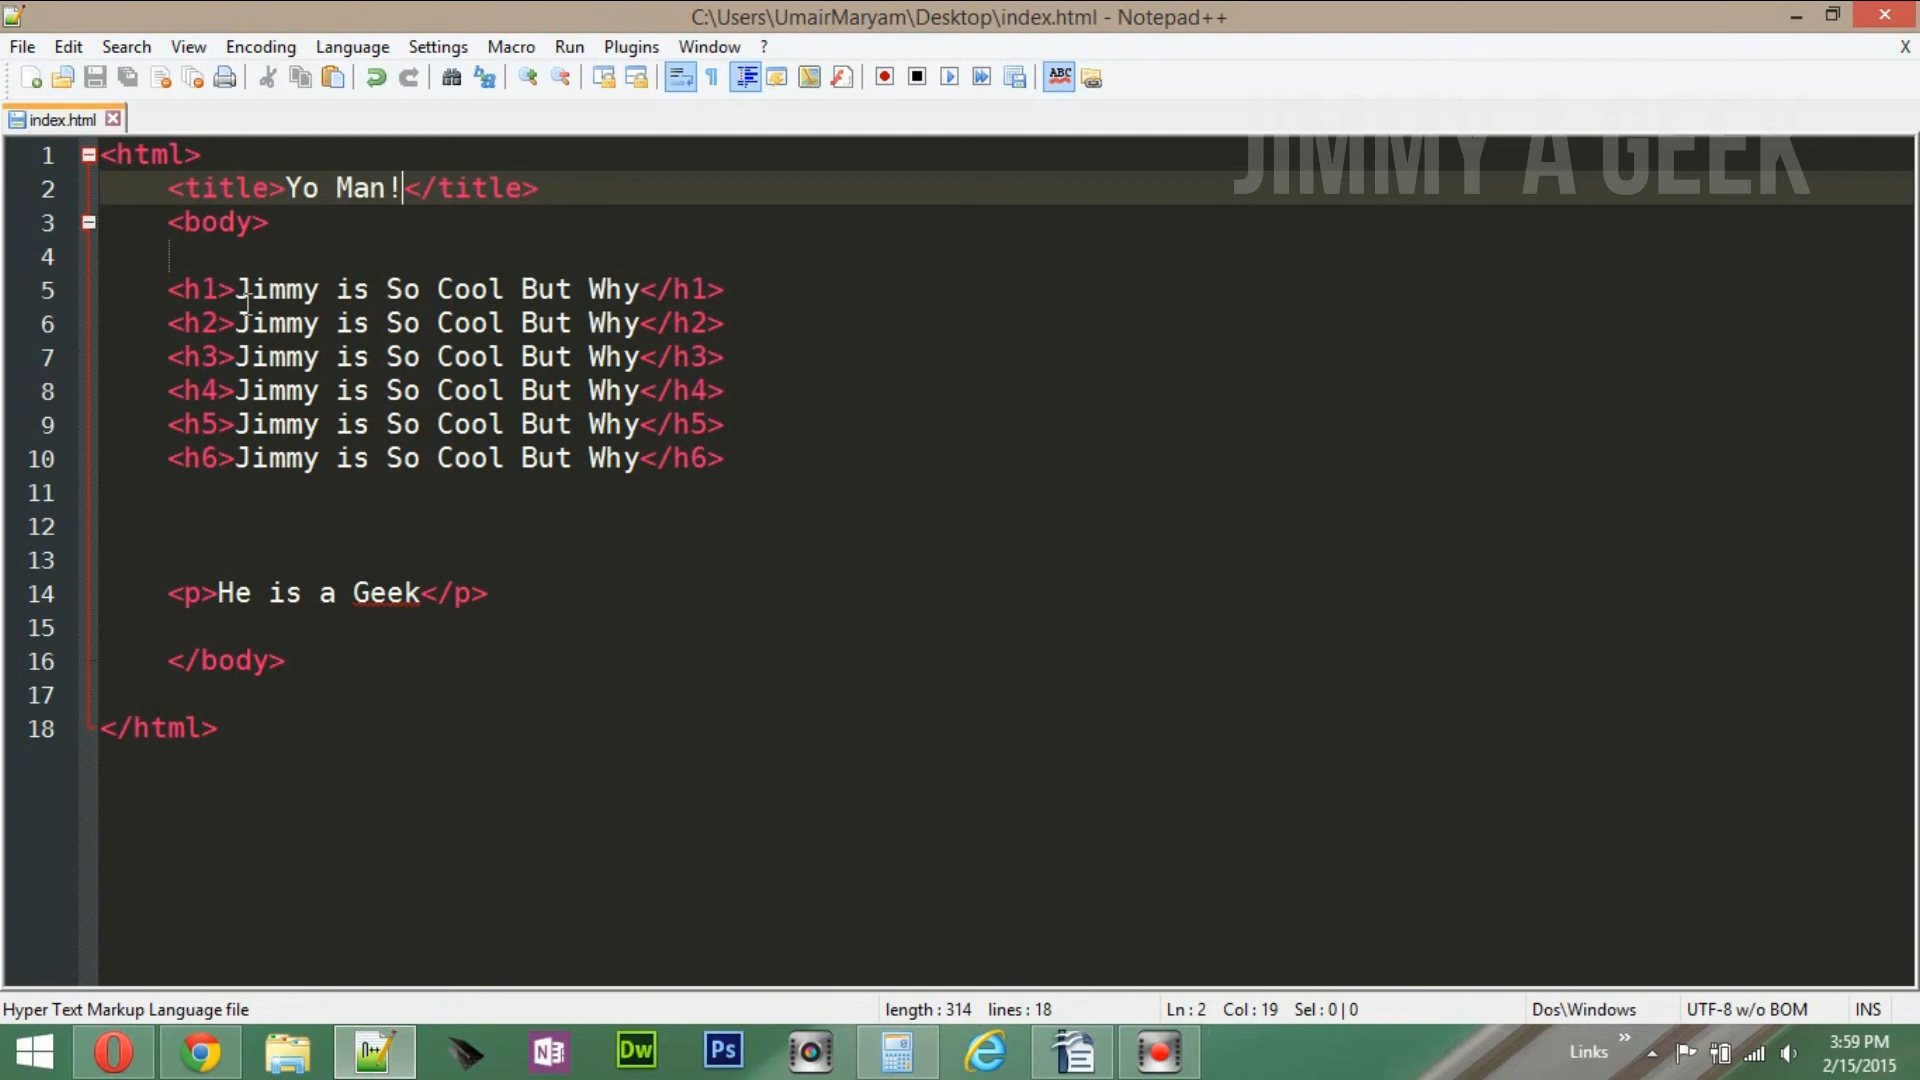 C:\Users\UmairMaryam\Desktop\index.html - Notepad++
File Edit Search View Encoding Language Settings Macro Run Plugins Window ? X
ABC
index.html
JIMMY A GEEK
1 <html>
2 <title>Yo Man!</title>
3 <body>
4
5 <h1>Jimmy is So Cool But Why</h1>
6 <h2>Jimmy is So Cool But Why</h2>
7 <h3>Jimmy is So Cool But Why</h3>
8 <h4>Jimmy is So Cool But Why</h4>
9 <h5>Jimmy is So Cool But Why</h5>
10 <h6>Jimmy is So Cool But Why</h6>
11
12
13
14 <p>He is a Geek</p>
15
16 </body>
17
18 </html>
Hyper Text Markup Language file length : 314 lines : 18 Ln : 2 Col : 19 Sel : 0 | 0 Dos\Windows UTF-8 w/o BOM INS
N Dw Ps Links » 3:59 PM
2/15/2015